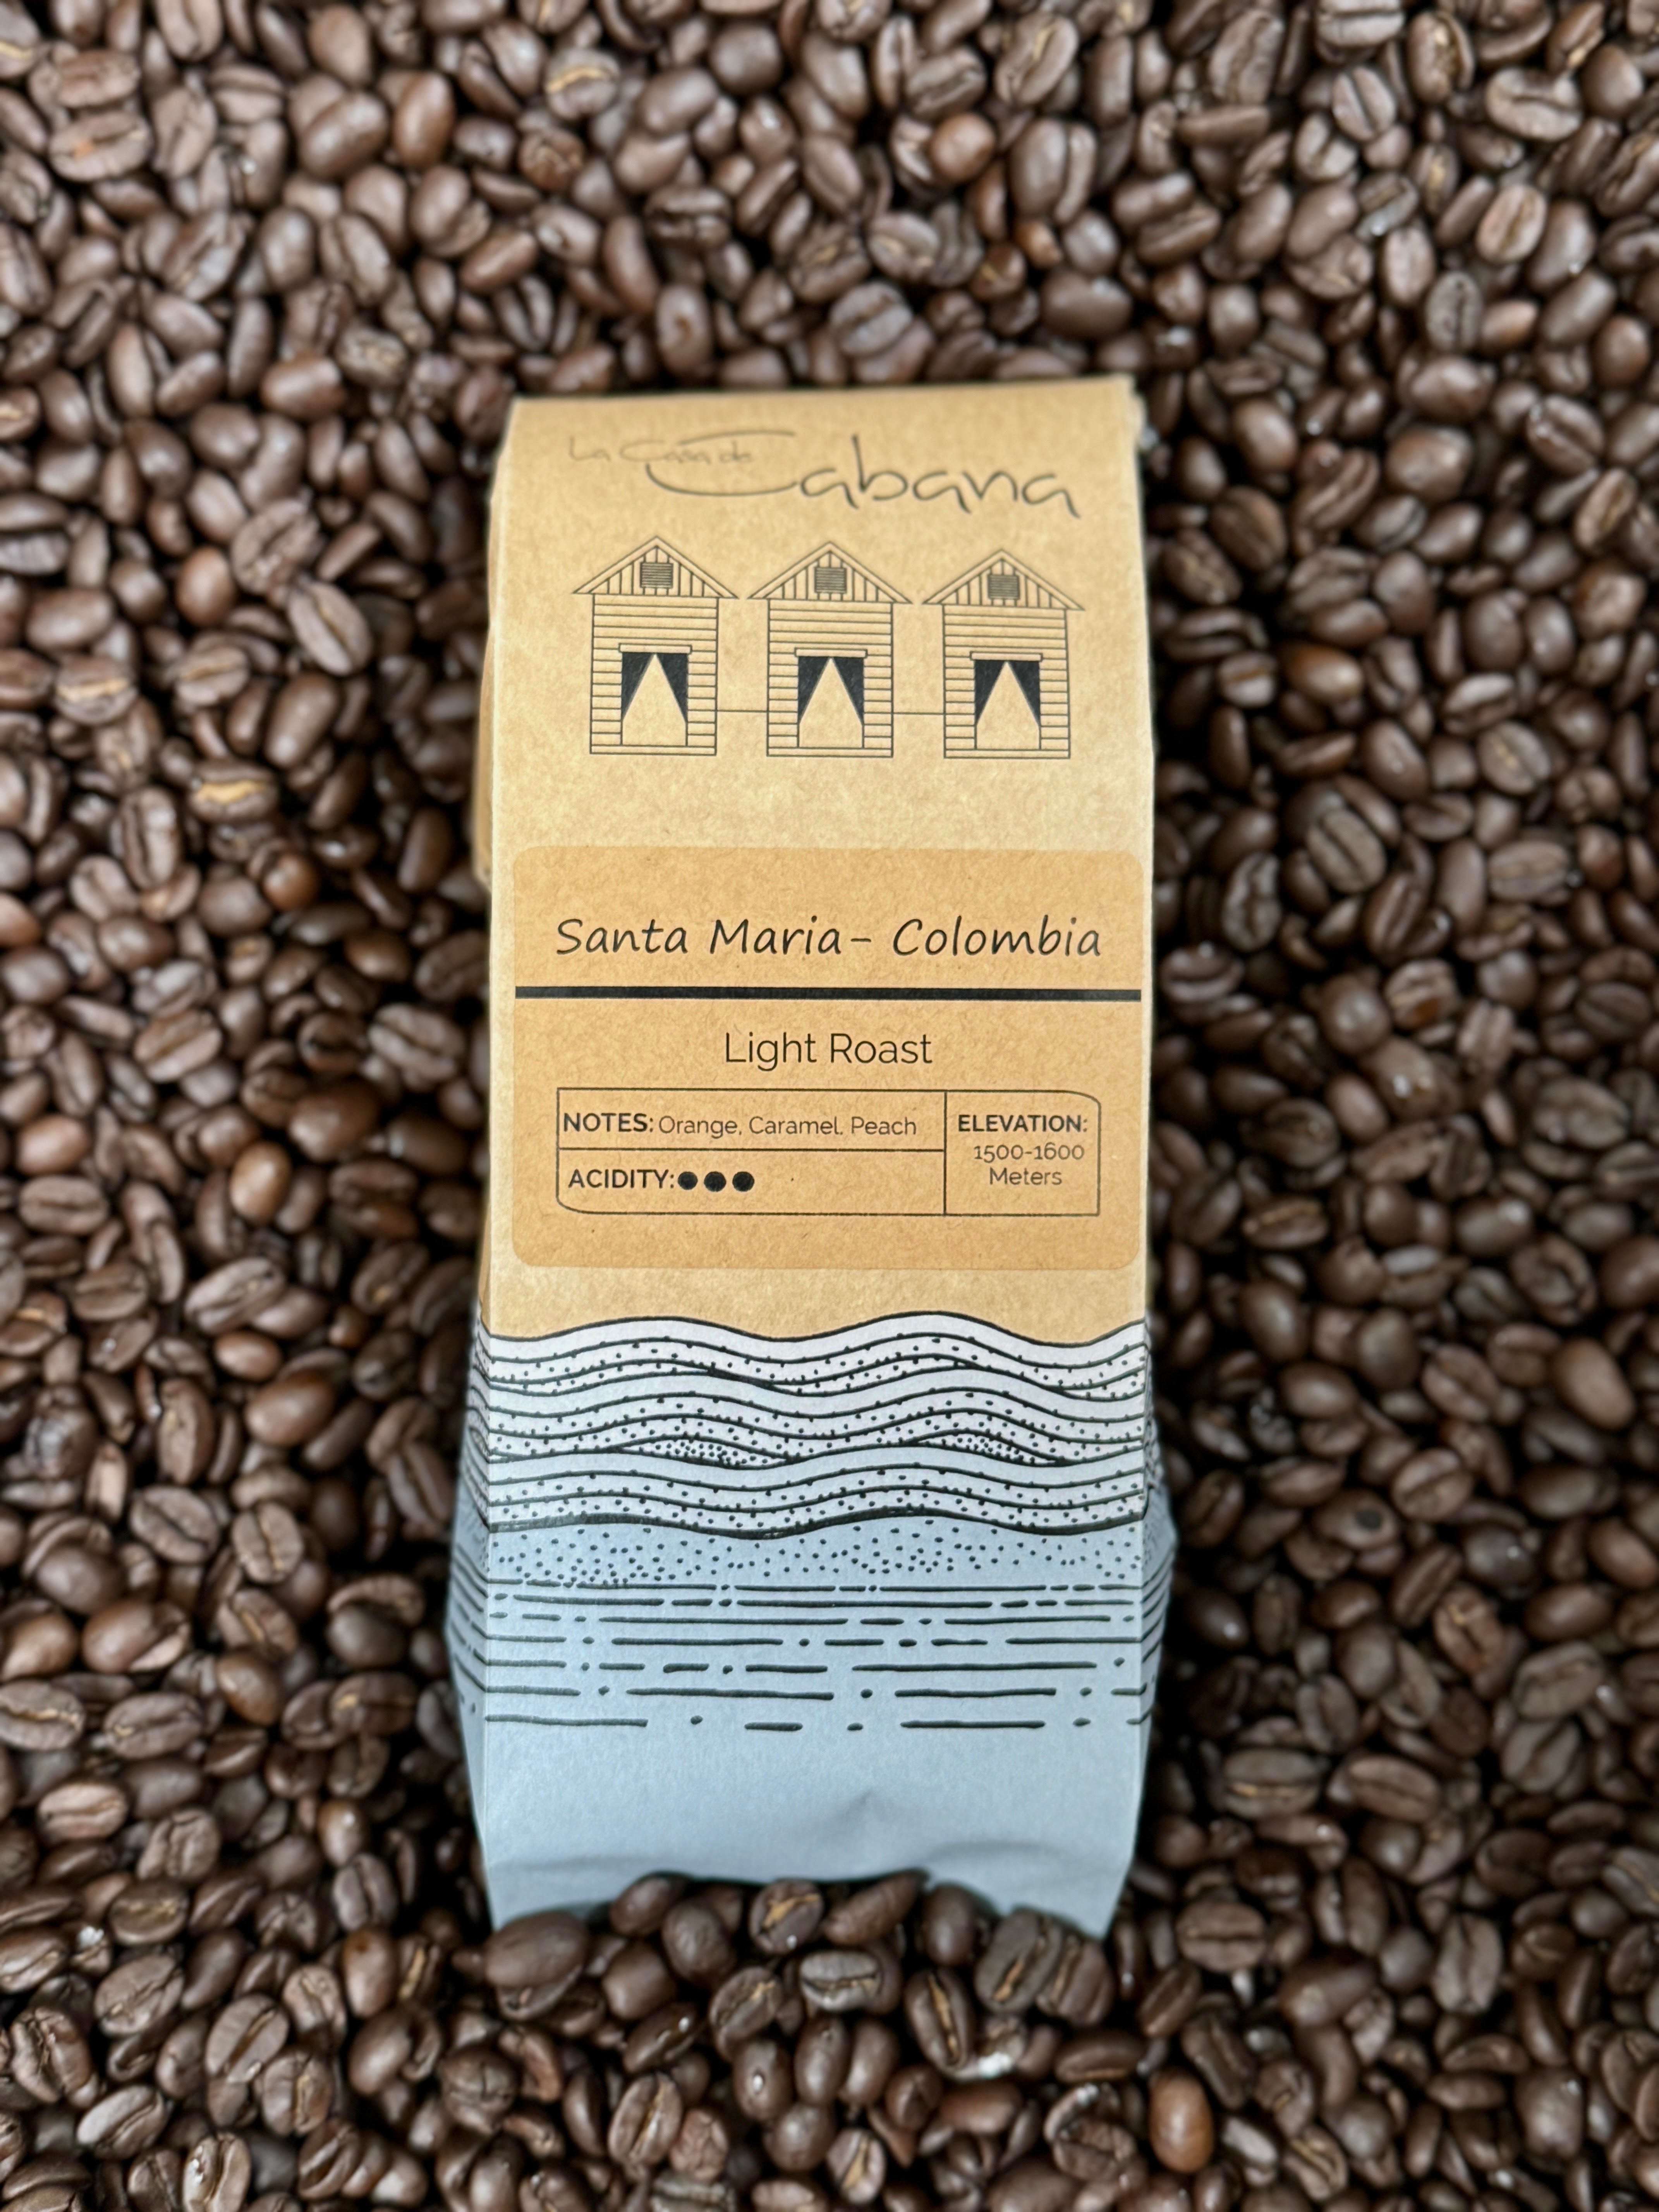 La Casa de Cabana
Santa Maria- Colombia
Light Roast
NOTES: Orange, Caramel. Peach
ACIDITY:●●●
ELEVATION:
1500-1600
Meters